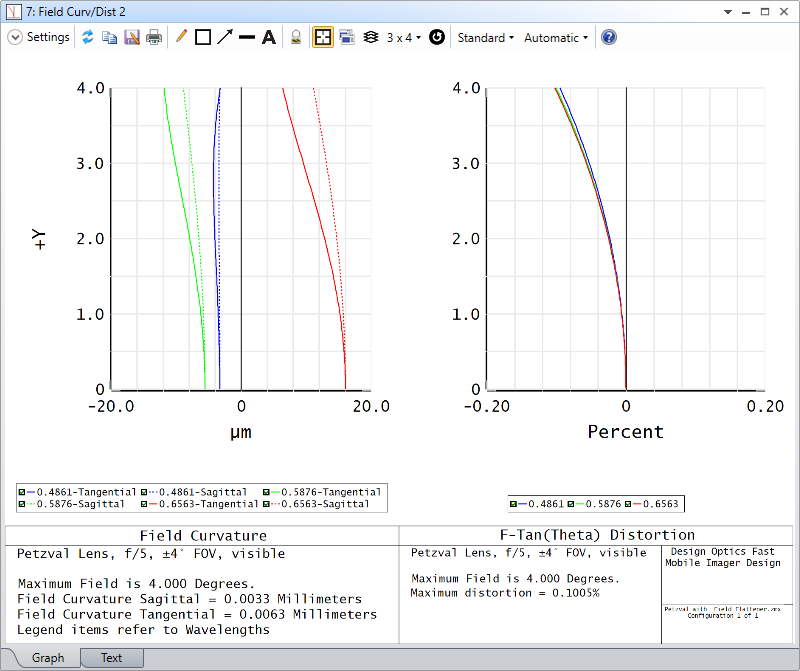 7: Field Curv/Dist 2
Settings
3 x 4
Standard
Automatic
4.0
3.0
2.0
1.0
0
+Y
-20.0
0
20.0
µm
4.0
3.0
2.0
1.0
0
-0.20
0
0.20
Percent
0.4861-Tangential 0.4861-Sagittal 0.5876-Tangential
0.5876-Sagittal 0.6563-Tangential 0.6563-Sagittal
0.4861 0.5876 0.6563
Field Curvature
Petzval Lens, f/5, ±4° FOV, visible
Maximum Field is 4.000 Degrees.
Field Curvature Sagittal = 0.0033 Millimeters
Field Curvature Tangential = 0.0063 Millimeters
Legend items refer to Wavelengths
F-Tan(Theta) Distortion
Petzval Lens, f/5, ±4° FOV, visible
Maximum Field is 4.000 Degrees.
Maximum distortion = 0.1005%
Design Optics Fast
Mobile Imager Design
Petzval with Field Flattener.zmx
Configuration 1 of 1
Graph
Text